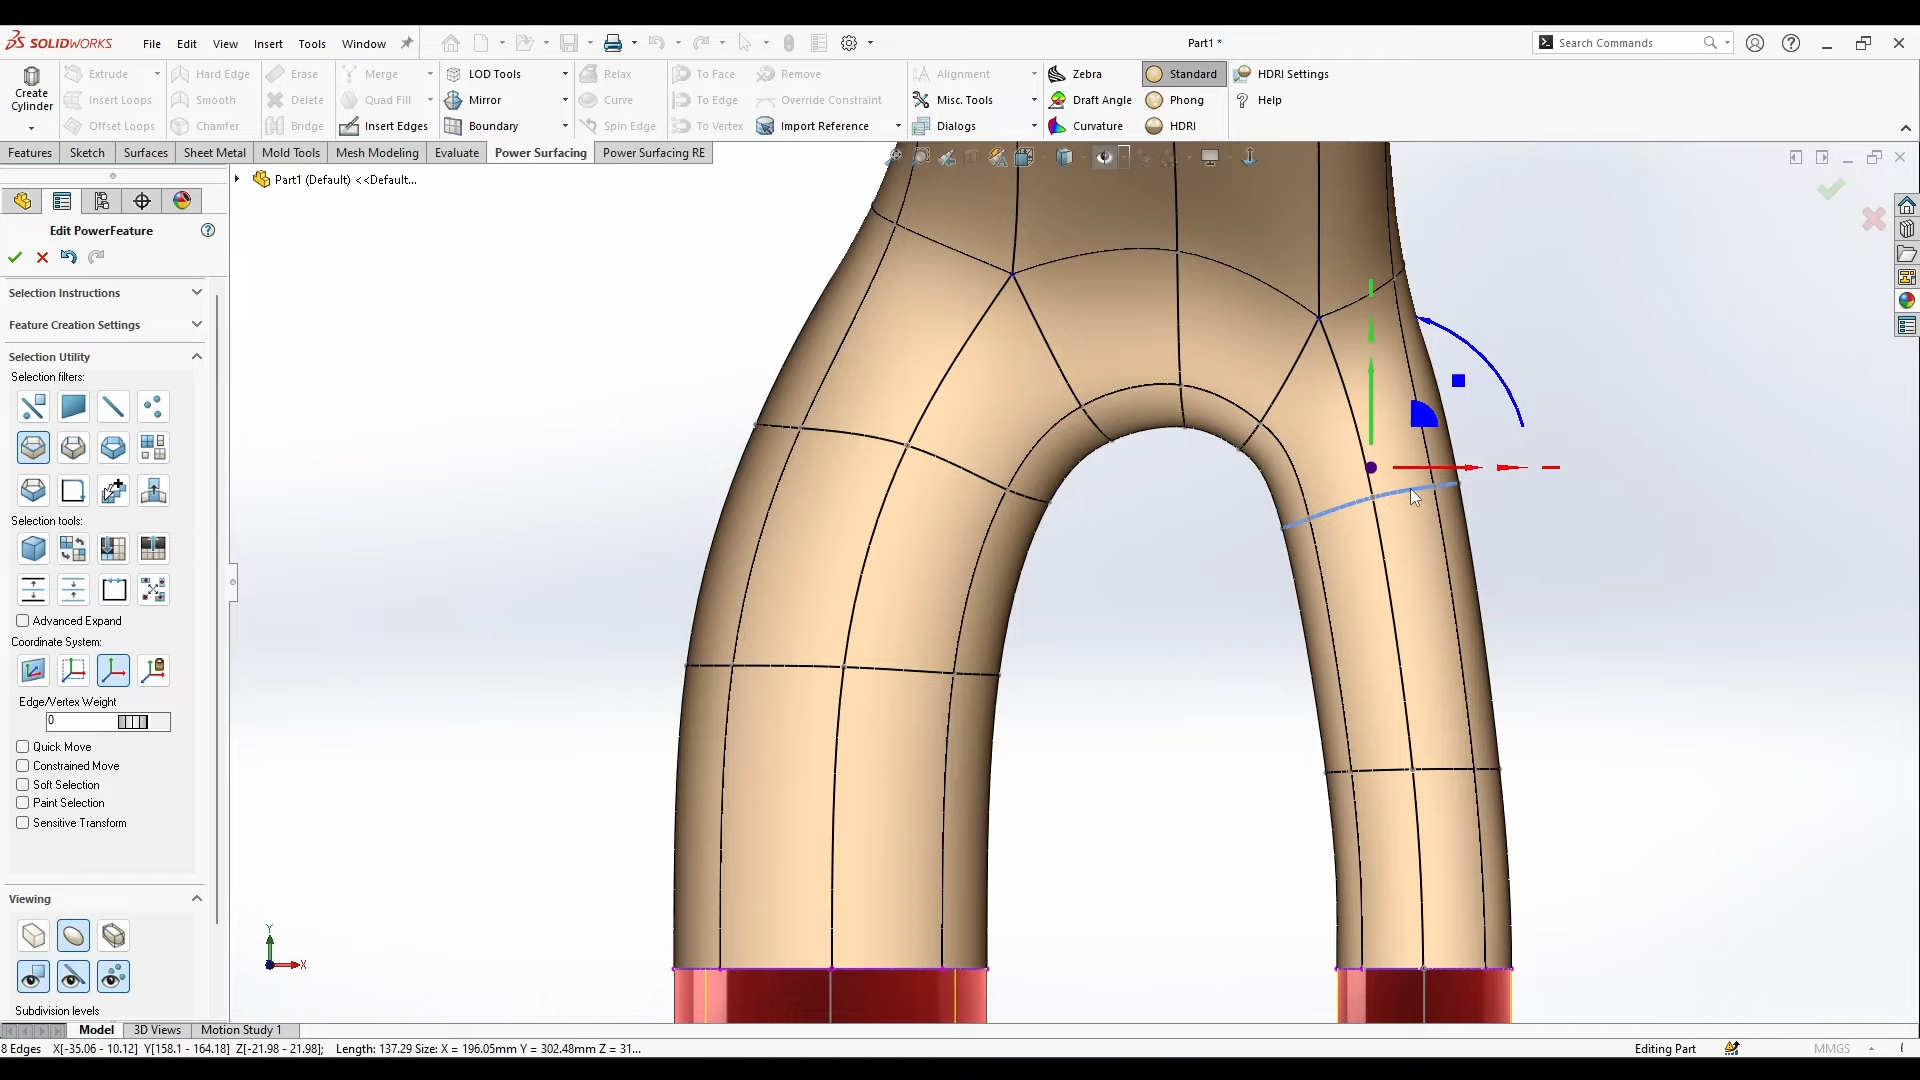 SOLIDWORKS File Edit View Insert Tools Window Part1 * Search Commands
Create Cylinder
Extrude Hard Edge Erase Merge LOD Tools Relax To Face Remove Alignment Zebra Standard HDRI Settings
Insert Loops Smooth Delete Quad Fill Mirror Curve To Edge Override Constraint Misc. Tools Draft Angle Phong Help
Offset Loops Chamfer Bridge Insert Edges Boundary Spin Edge To Vertex Import Reference Dialogs Curvature HDRI
Features Sketch Surfaces Sheet Metal Mold Tools Mesh Modeling Evaluate Power Surfacing Power Surfacing RE
Part1 (Default) <<Default...
Edit PowerFeature
Selection Instructions
Feature Creation Settings
Selection Utility
Selection filters:
Selection tools:
Advanced Expand
Coordinate System:
Edge/Vertex Weight
0
Quick Move
Constrained Move
Soft Selection
Paint Selection
Sensitive Transform
Viewing
Subdivision levels
Y
X
Model 3D Views Motion Study 1
8 Edges X[-35.06 - 10.12] Y[158.1 - 164.18] Z[-21.98 - 21.98]; Length: 137.29 Size: X = 196.05mm Y = 302.48mm Z = 31... Editing Part MMGS